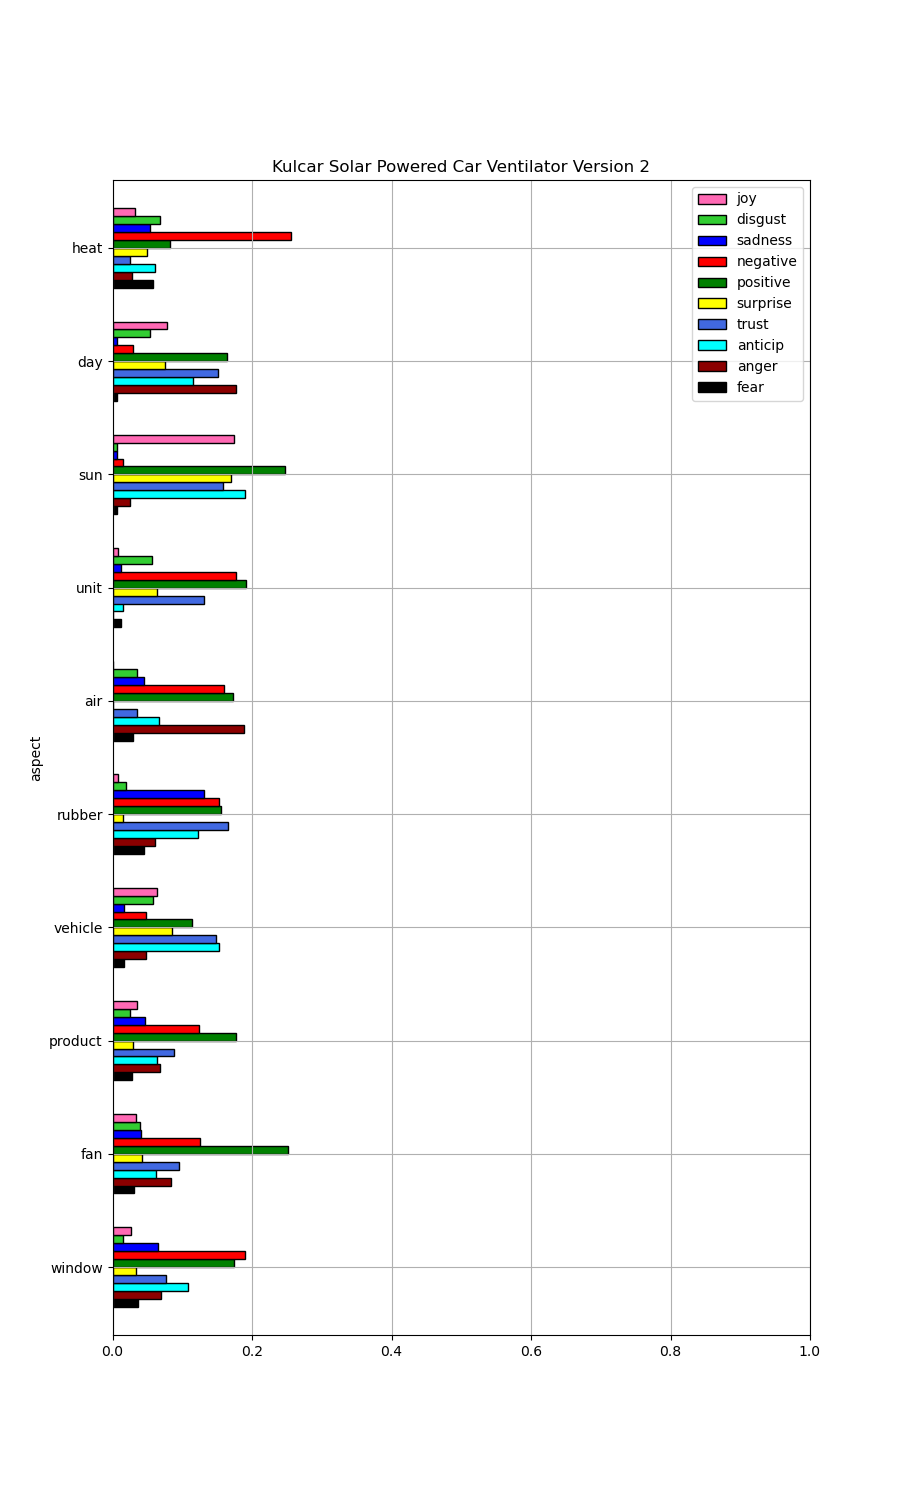 Kulcar Solar Powered Car Ventilator Version 2
joy
disgust
sadness
negative
positive
surprise
trust
anticip
anger
fear
heat
day
sun
unit
air
rubber
vehicle
product
fan
window
aspect
0.0 0.2 0.4 0.6 0.8 1.0